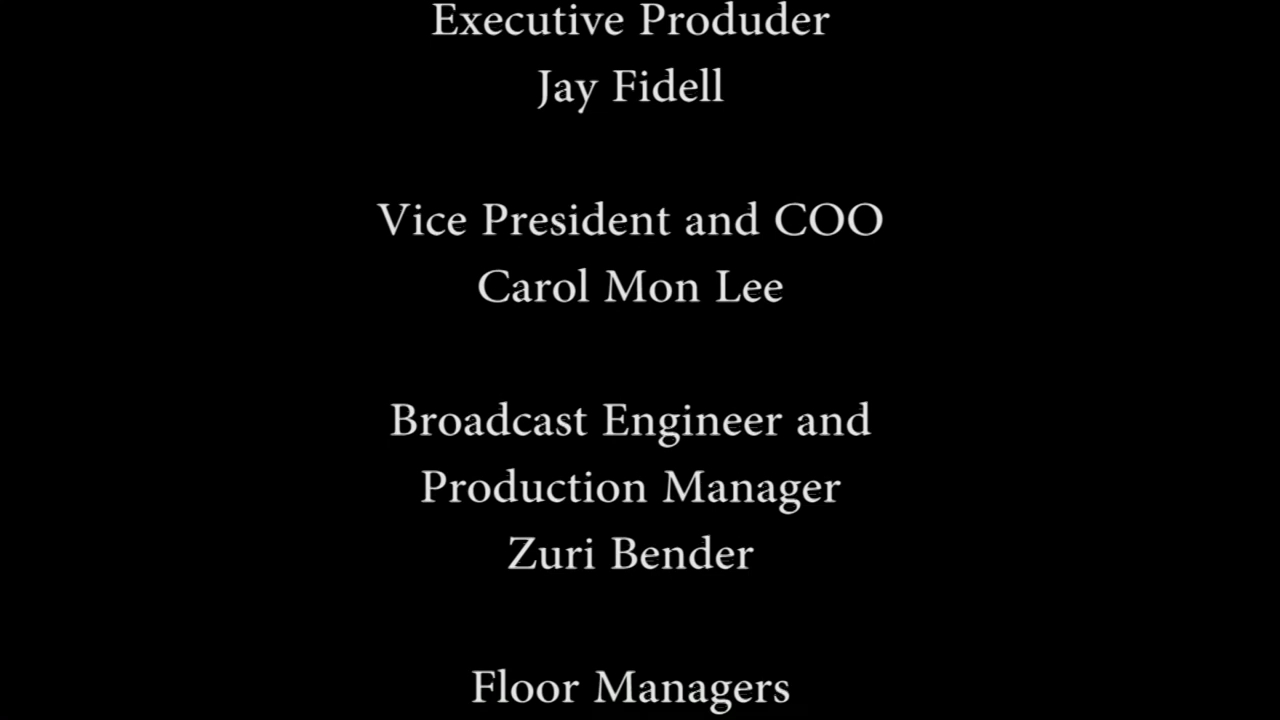 Executive Produder
Jay Fidell
Vice President and COO
Carol Mon Lee
Broadcast Engineer and
Production Manager
Zuri Bender
Floor Managers